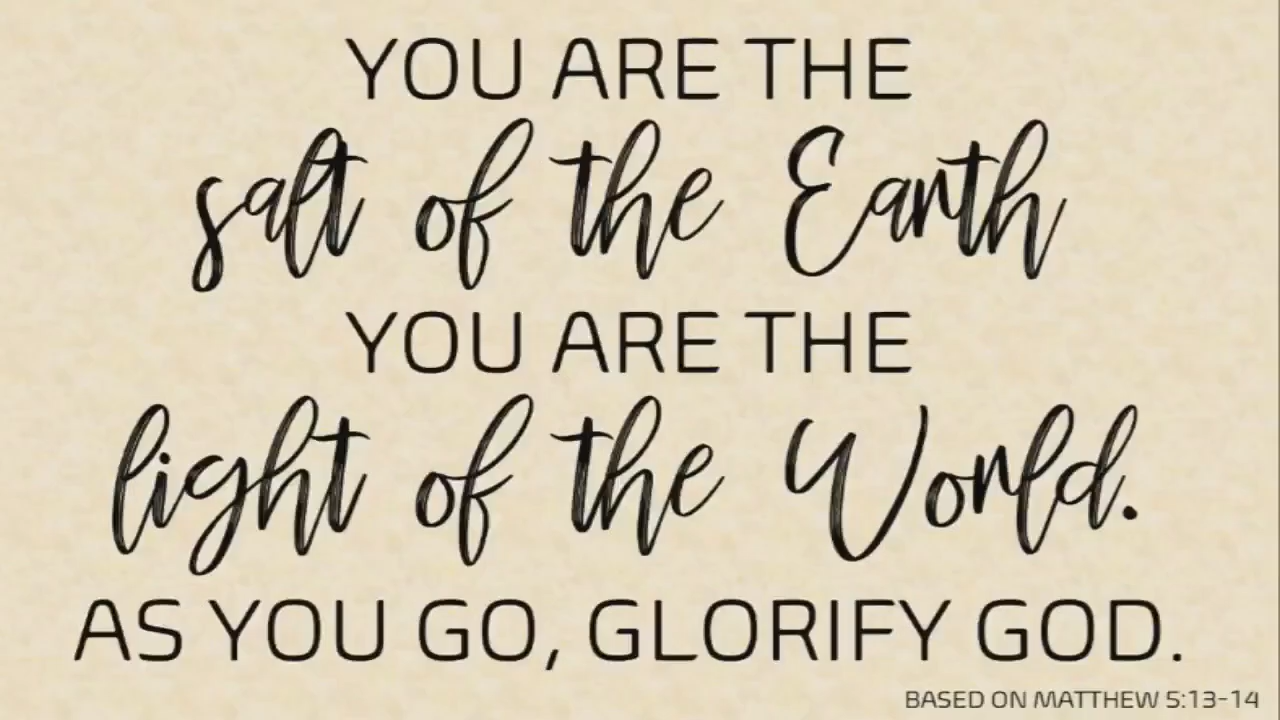 YOU ARE THE
salt of the Earth
YOU ARE THE
light of the World.
AS YOU GO, GLORIFY GOD.
BASED ON MATTHEW 5:13-14